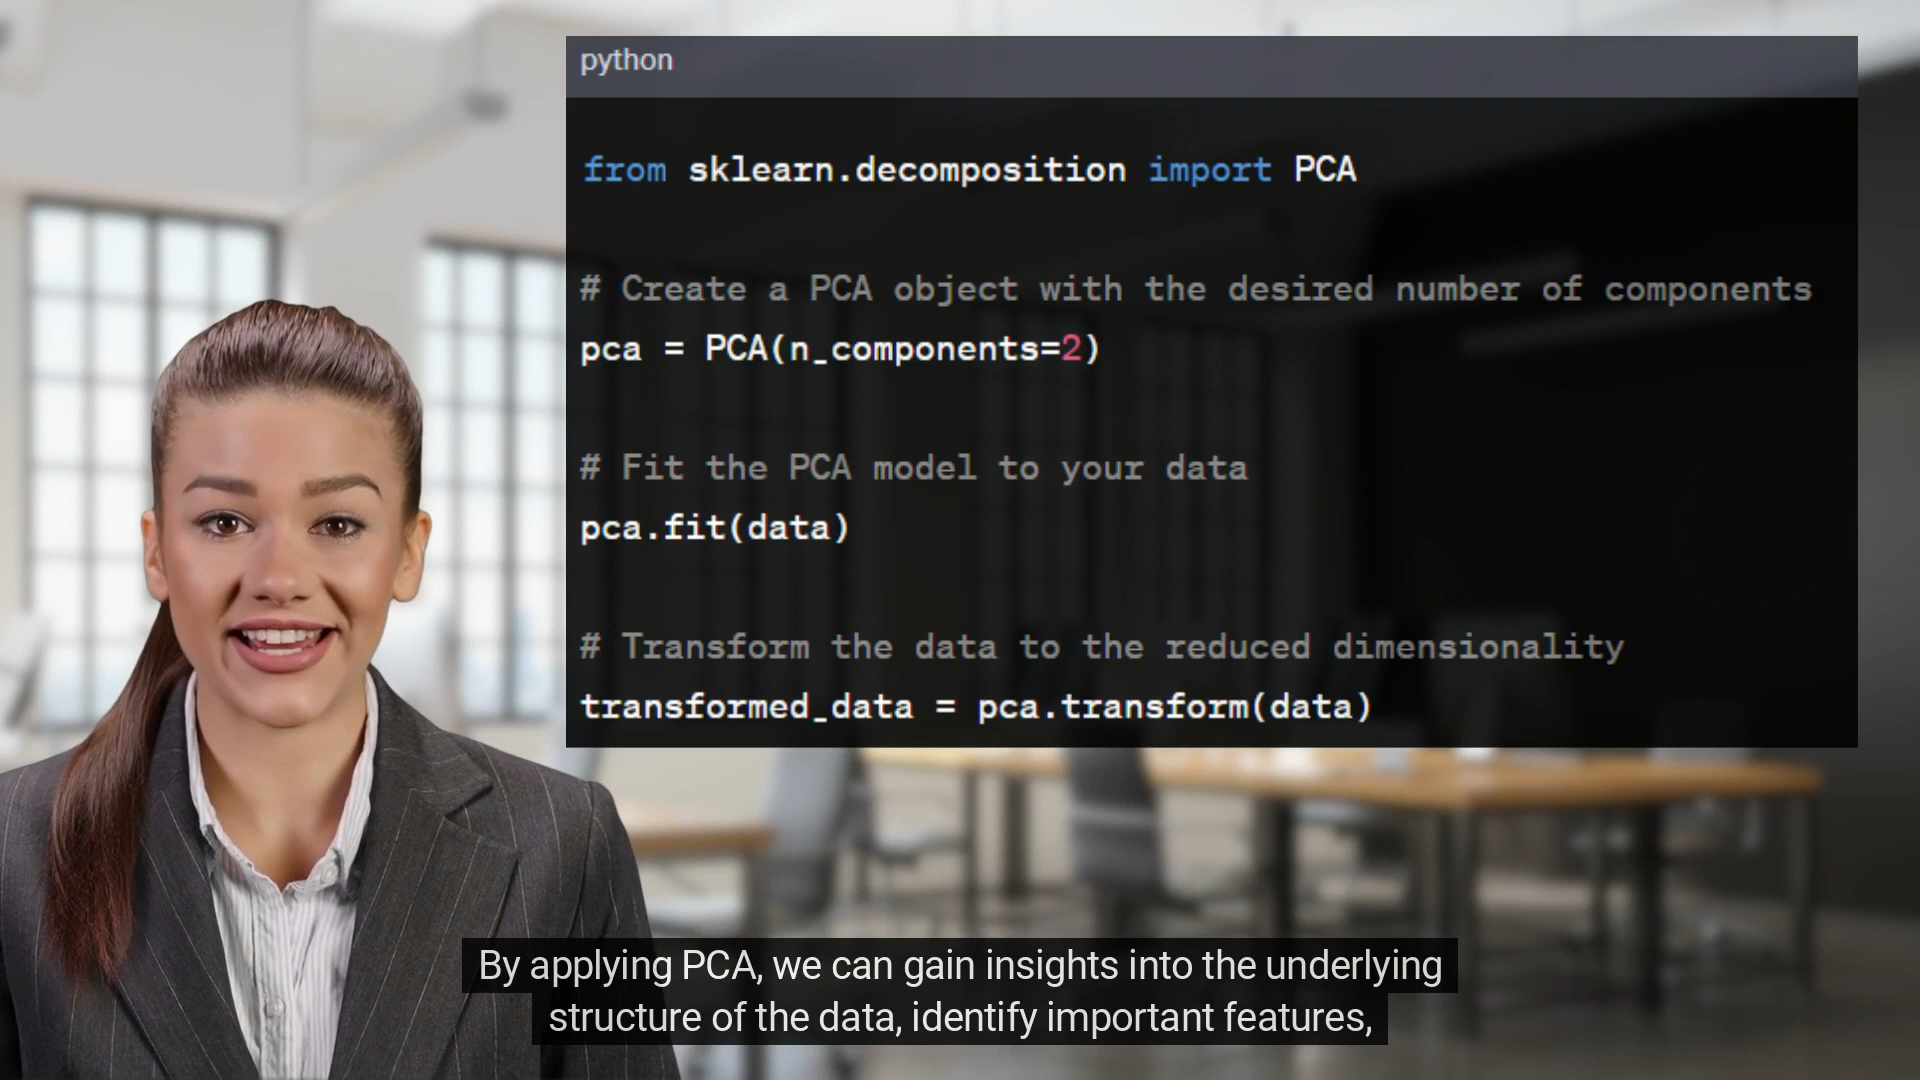 python
from sklearn.decomposition import PCA
# Create a PCA object with the desired number of components
pca = PCA(n_components=2)
# Fit the PCA model to your data
pca.fit(data)
# Transform the data to the reduced dimensionality
transformed_data = pca.transform(data)
By applying PCA, we can gain insights into the underlying
structure of the data, identify important features,